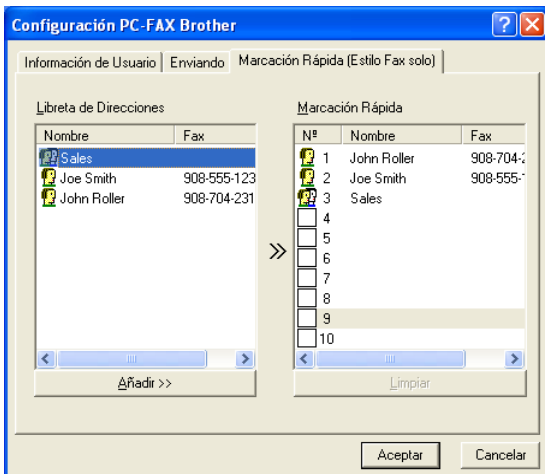 Configuración PC-FAX Brother
Información de Usuario Enviando Marcación Rápida (Estilo Fax solo)
Libreta de Direcciones
Nombre Fax
Sales
Joe Smith 908-555-123
John Roller 908-704-231
Añadir >>
Marcación Rápida
Nº Nombre Fax
1 John Roller 908-704-2
2 Joe Smith 908-555-1
3 Sales
4
5
6
7
8
9
10
Limpiar
Aceptar Cancelar